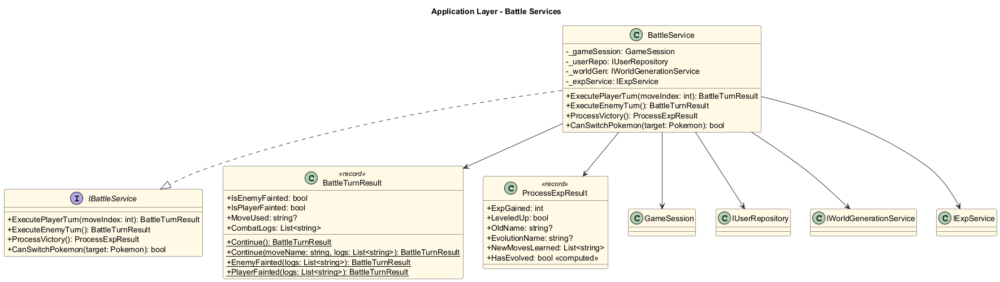 Application Layer - Battle Services
C BattleService
-_gameSession: GameSession
-_userRepo: IUserRepository
-_worldGen: IWorldGenerationService
-_expService: IExpService
+ExecutePlayerTurn(moveIndex: int): BattleTurnResult
+ExecuteEnemyTurn(): BattleTurnResult
+ProcessVictory(): ProcessExpResult
+CanSwitchPokemon(target: Pokemon): bool
I IBattleService
+ExecutePlayerTurn(moveIndex: int): BattleTurnResult
+ExecuteEnemyTurn(): BattleTurnResult
+ProcessVictory(): ProcessExpResult
+CanSwitchPokemon(target: Pokemon): bool
«record»
C BattleTurnResult
+IsEnemyFainted: bool
+IsPlayerFainted: bool
+MoveUsed: string?
+CombatLogs: List<string>
+Continue(): BattleTurnResult
+Continue(moveName: string, logs: List<string>): BattleTurnResult
+EnemyFainted(logs: List<string>): BattleTurnResult
+PlayerFainted(logs: List<string>): BattleTurnResult
«record»
C ProcessExpResult
+ExpGained: int
+LeveledUp: bool
+OldName: string?
+EvolutionName: string?
+NewMovesLearned: List<string>
+HasEvolved: bool «computed»
C GameSession
C IUserRepository
C IWorldGenerationService
C IExpService